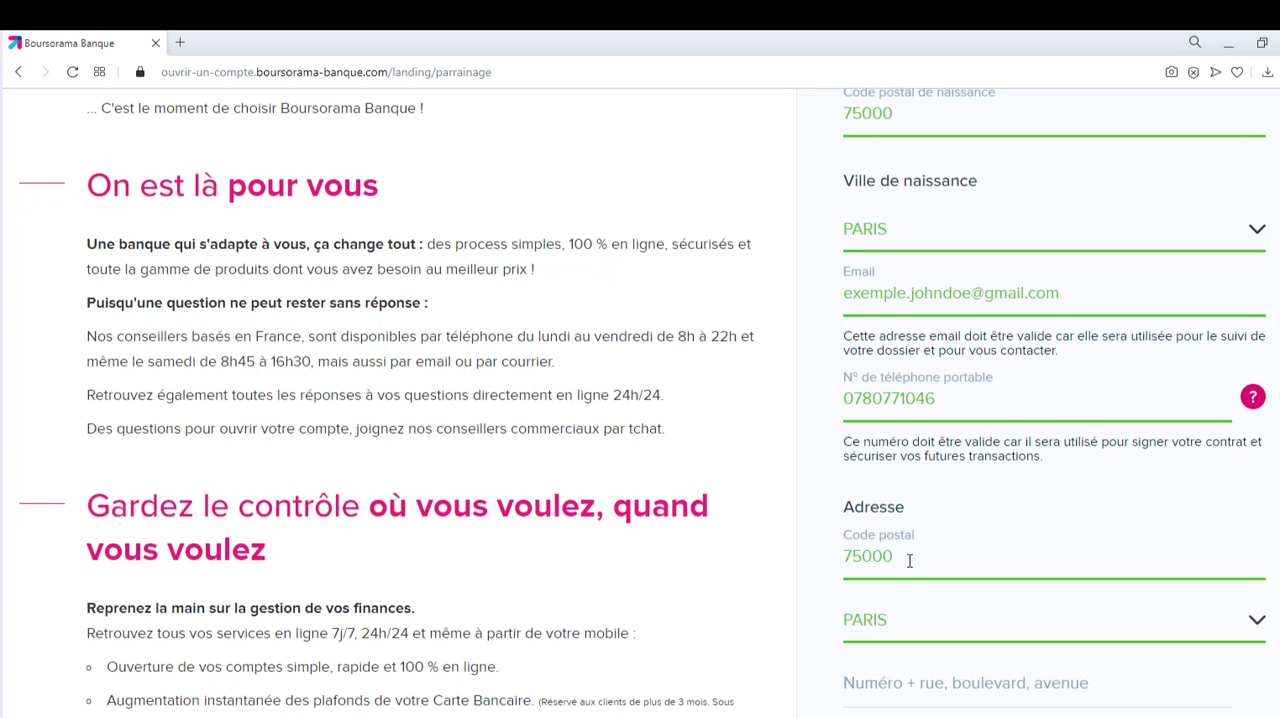 Boursorama Banque
ouvrir-un-compte.boursorama-banque.com/landing/parrainage
... C'est le moment de choisir Boursorama Banque !
On est là pour vous
Une banque qui s'adapte à vous, ça change tout : des process simples, 100 % en ligne, sécurisés et
toute la gamme de produits dont vous avez besoin au meilleur prix !
Puisqu'une question ne peut rester sans réponse :
Nos conseillers basés en France, sont disponibles par téléphone du lundi au vendredi de 8h à 22h et
même le samedi de 8h45 à 16h30, mais aussi par email ou par courrier.
Retrouvez également toutes les réponses à vos questions directement en ligne 24h/24.
Des questions pour ouvrir votre compte, joignez nos conseillers commerciaux par tchat.
Gardez le contrôle où vous voulez, quand
vous voulez
Reprenez la main sur la gestion de vos finances.
Retrouvez tous vos services en ligne 7j/7, 24h/24 et même à partir de votre mobile :
Ouverture de vos comptes simple, rapide et 100 % en ligne.
Augmentation instantanée des plafonds de votre Carte Bancaire. (Réservé aux clients de plus de 3 mois. Sous
Code postal de naissance
75000
Ville de naissance
PARIS
Email
exemple.johndoe@gmail.com
Cette adresse email doit être valide car elle sera utilisée pour le suivi de
votre dossier et pour vous contacter.
N° de téléphone portable
0780771046
?
Ce numéro doit être valide car il sera utilisé pour signer votre contrat et
sécuriser vos futures transactions.
Adresse
Code postal
75000
PARIS
Numéro + rue, boulevard, avenue